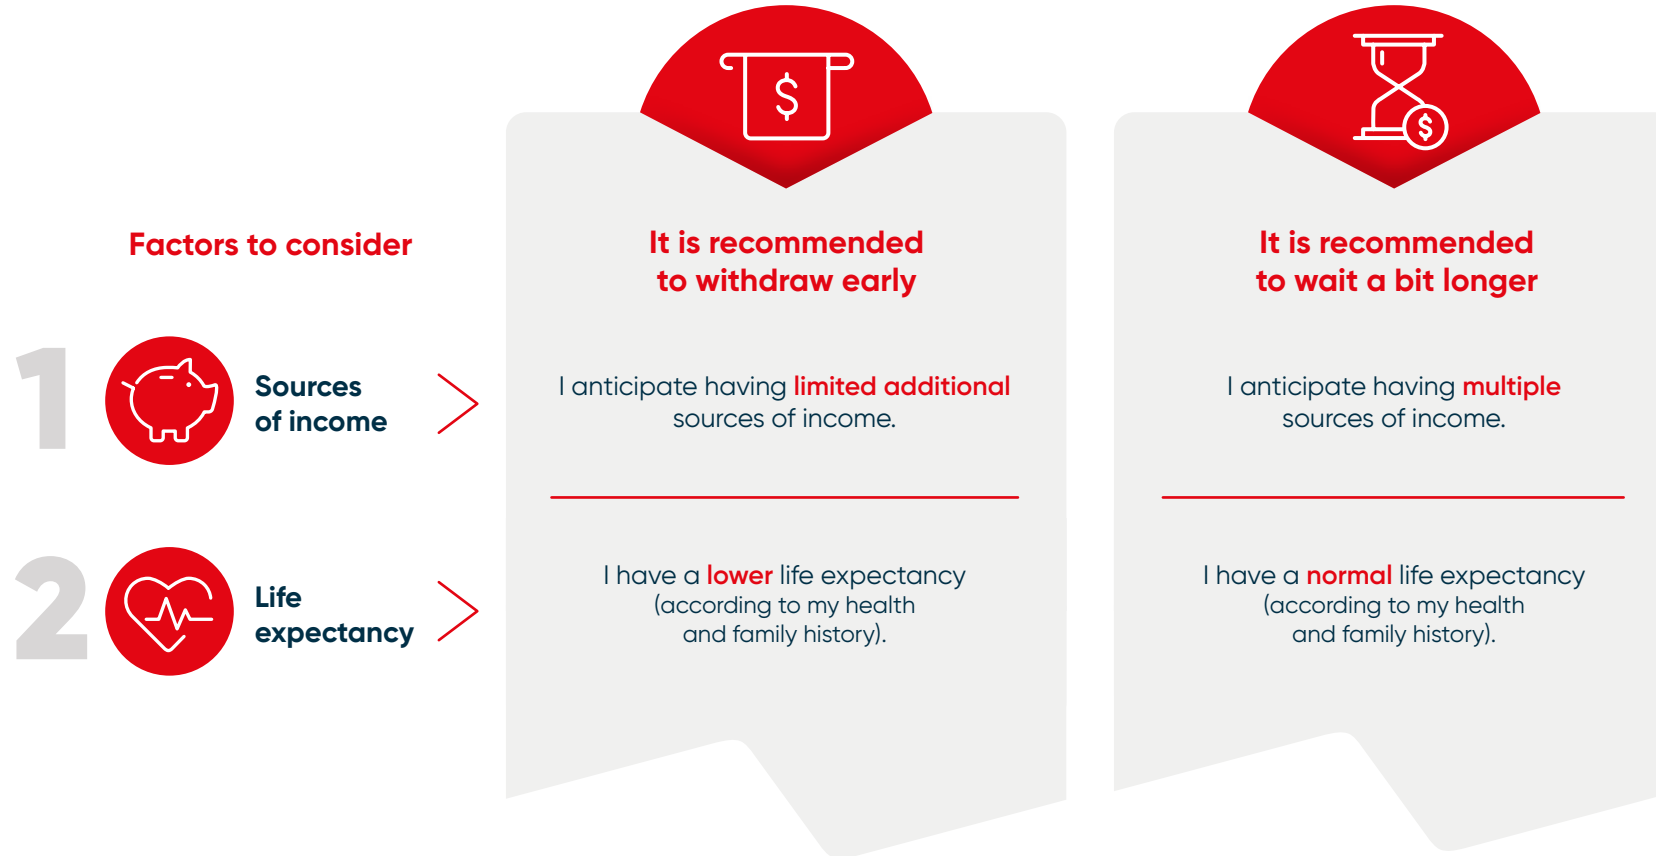 Factors to consider
It is recommended
to withdraw early
It is recommended
to wait a bit longer
1
Sources
of income
I anticipate having limited additional
sources of income.
I anticipate having multiple
sources of income.
2
Life
expectancy
I have a lower life expectancy
(according to my health
and family history).
I have a normal life expectancy
(according to my health
and family history).